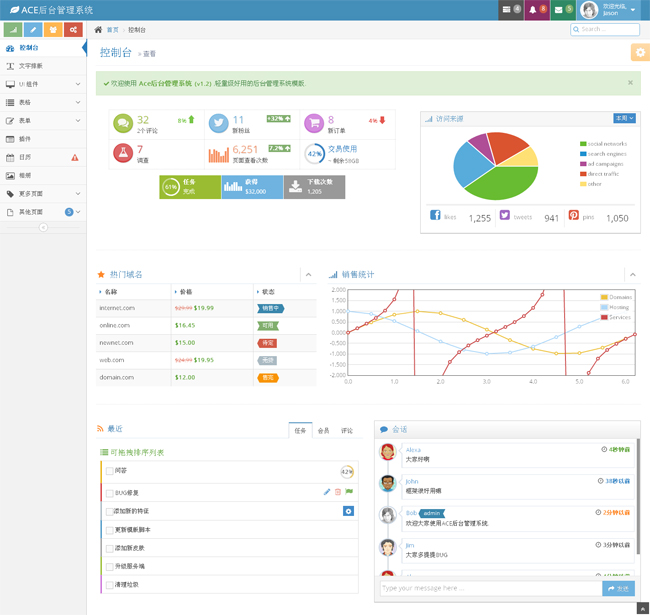 ACE后台管理系统
4
8
5
欢迎光临,
Jason
首页 › 控制台
Search ...
控制台
文字排版
UI 组件
表格
表单
插件
日历
相册
更多页面
其他页面 5
控制台 » 查看
欢迎使用 Ace后台管理系统 (v1.2) ,轻量级好用的后台管理系统模版.
32 8%
2个评论
11 +32%
新粉丝
8 4%
新订单
7
调查
6,251 7.2%
页面查看次数
42% 交易使用
~ 剩余58GB
61% 任务
完成
获得
$32,000
下载次数
1,205
访问来源 本周
social networks
search engines
ad campaigns
direct traffic
other
likes 1,255
tweets 941
pins 1,050
热门域名
名称 价格 状态
internet.com $29.99 $19.99 销售中
online.com $16.45 可用
newnet.com $15.00 待定
web.com $24.99 $19.95
domain.com $12.00
销售统计
2.000
1.500
1.000
0.500
0.000
-0.500
-1.000
-1.500
-2.000
0.0 1.0 2.0 3.0 4.0 5.0 6.0
Domains
Hosting
Services
最近
任务 会员 评论
可拖拽排序列表
问答 42%
BUG修复
添加新的特征
更新模版脚本
添加新皮肤
升级服务端
清理垃圾
会话
Alexa 4秒钟前
大家好啊
John 38秒以前
框架很好用哦
Bob admin 2分钟以前
欢迎大家使用ACE后台管理系统.
Jim 3分钟以前
大家多提提BUG
Type your message here ...
发送